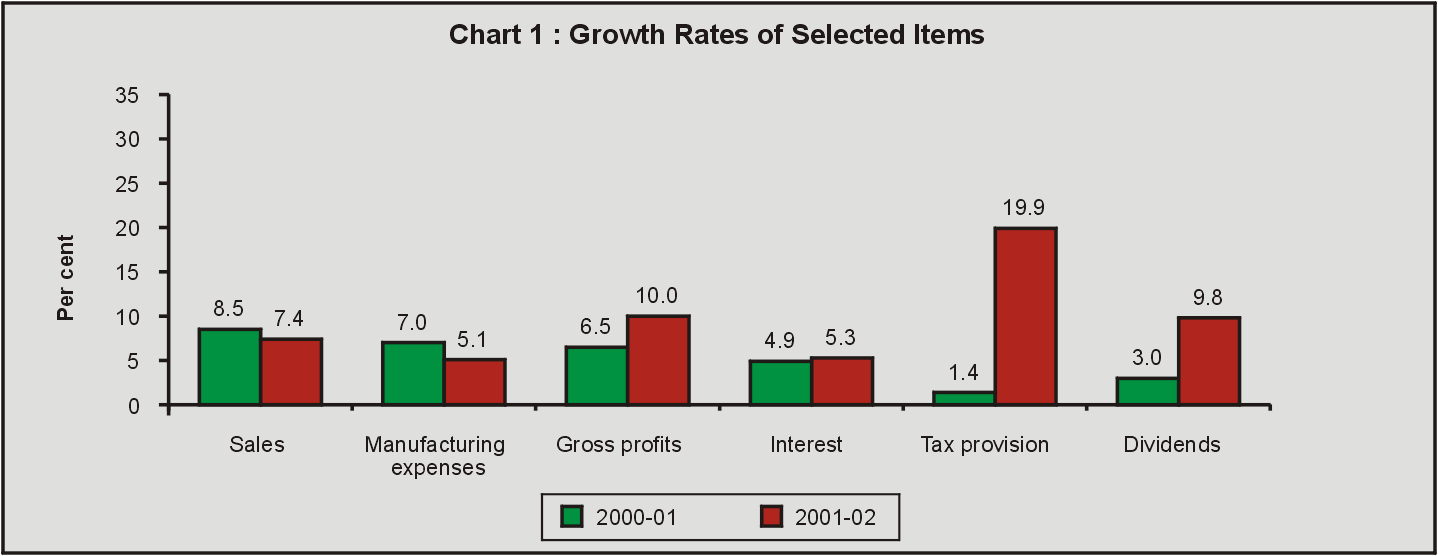 Chart 1 : Growth Rates of Selected Items
Per cent
35
30
25
20
15
10
5
0
8.5
7.4
7.0
5.1
6.5
10.0
4.9
5.3
1.4
19.9
3.0
9.8
Sales
Manufacturing
expenses
Gross profits
Interest
Tax provision
Dividends
2000-01
2001-02